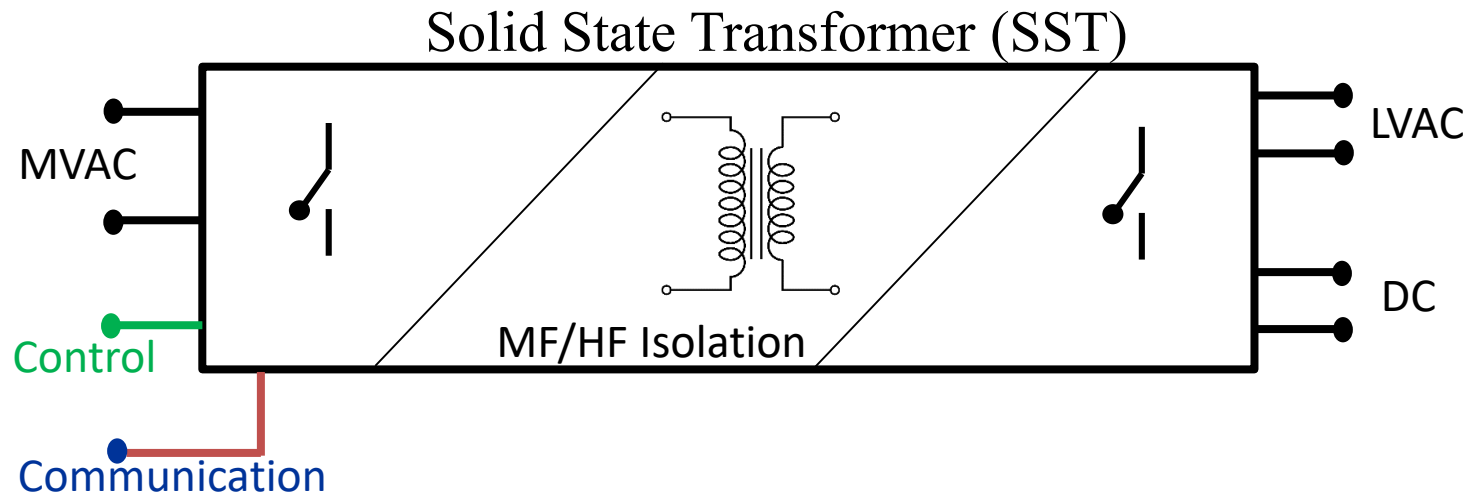 Solid State Transformer (SST)
MVAC
LVAC
DC
MF/HF Isolation
Control
Communication